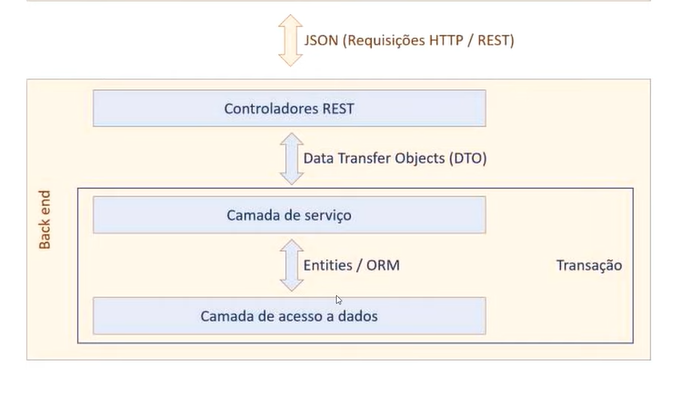 JSON (Requisições HTTP / REST)
Controladores REST
Data Transfer Objects (DTO)
Back end
Camada de serviço
Entities / ORM
Transação
Camada de acesso a dados